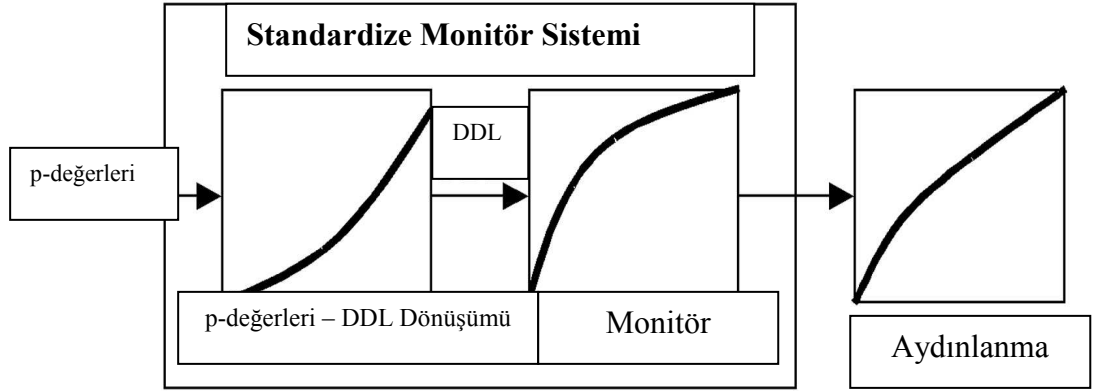 Standardize Monitör Sistemi
p-değerleri
DDL
p-değerleri – DDL Dönüşümü
Monitör
Aydınlanma